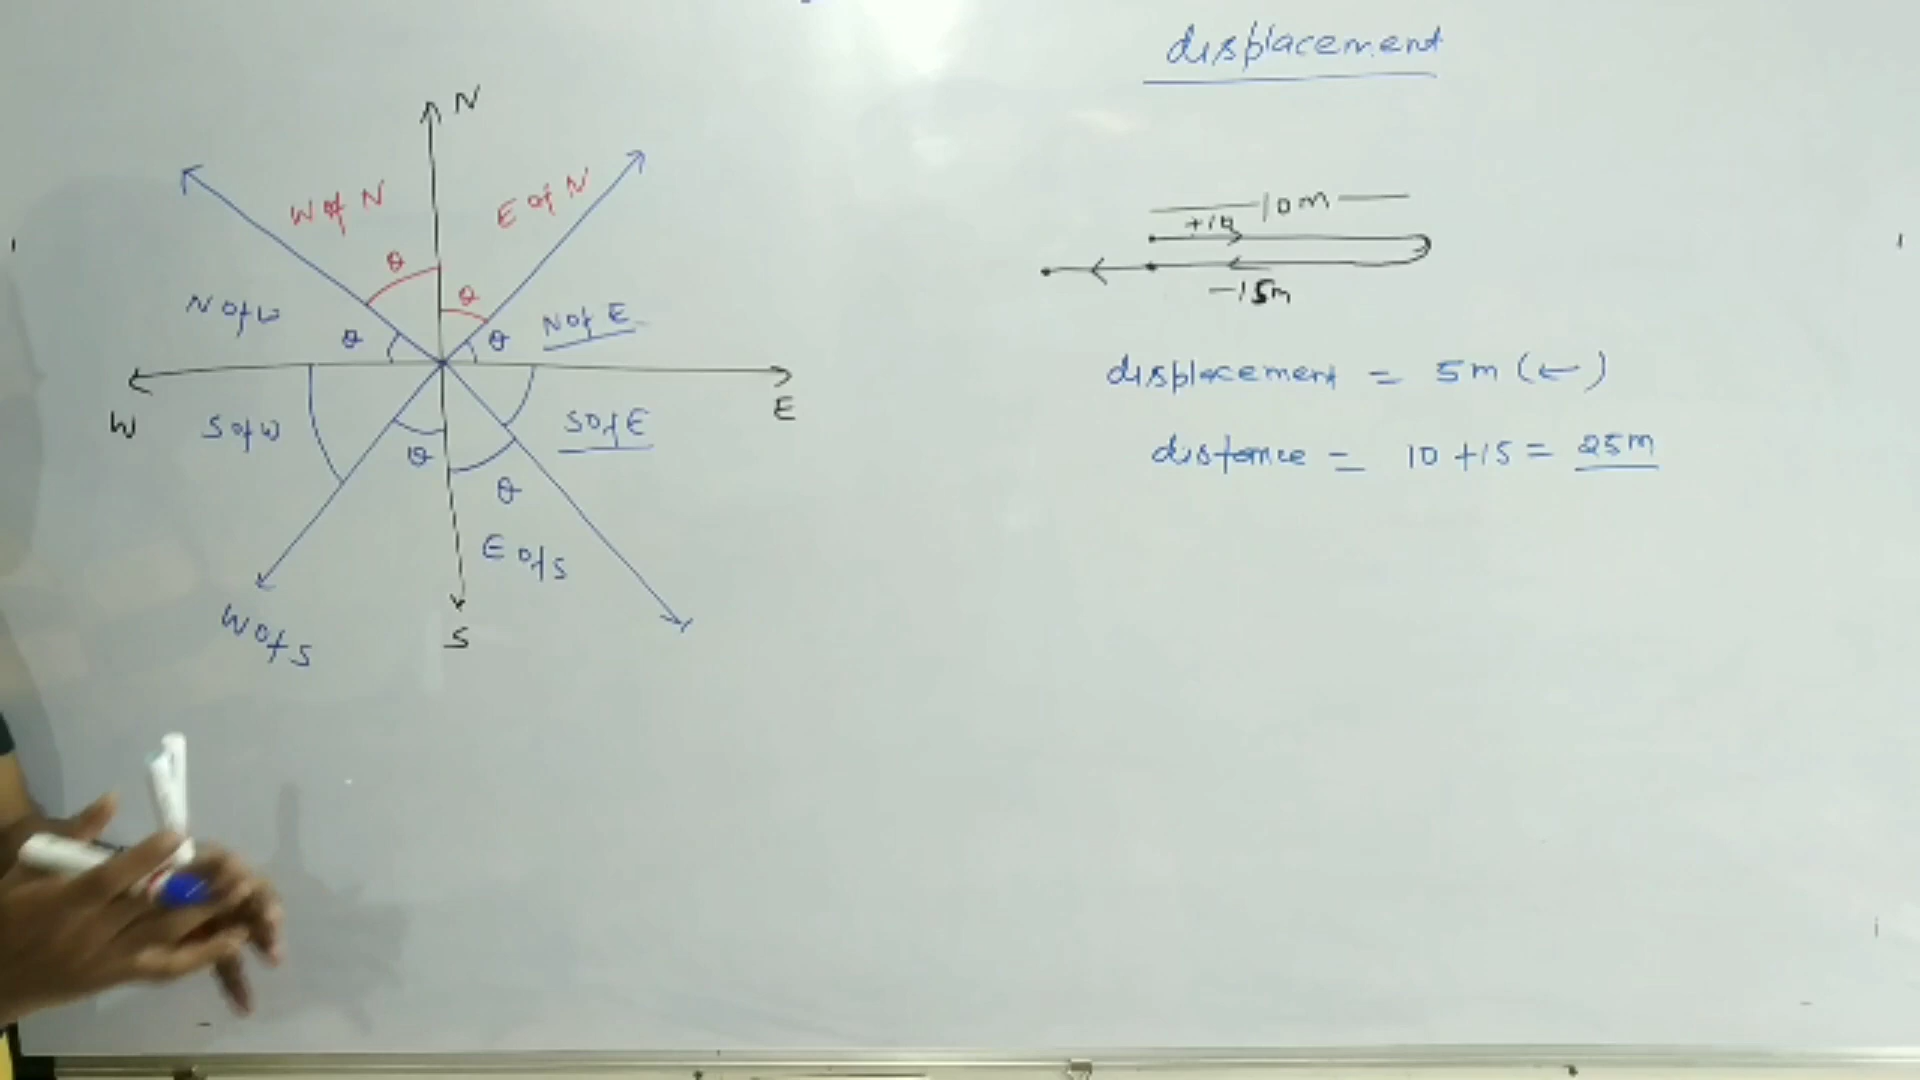 displacement
N
W of N
E of N
θ
θ
N of W
θ
θ
N of E
W
E
S of W
S of E
θ
θ
E of S
W of S
S
10m
+10
-15m
displacement = 5m (←)
distance = 10 +15 = 25m